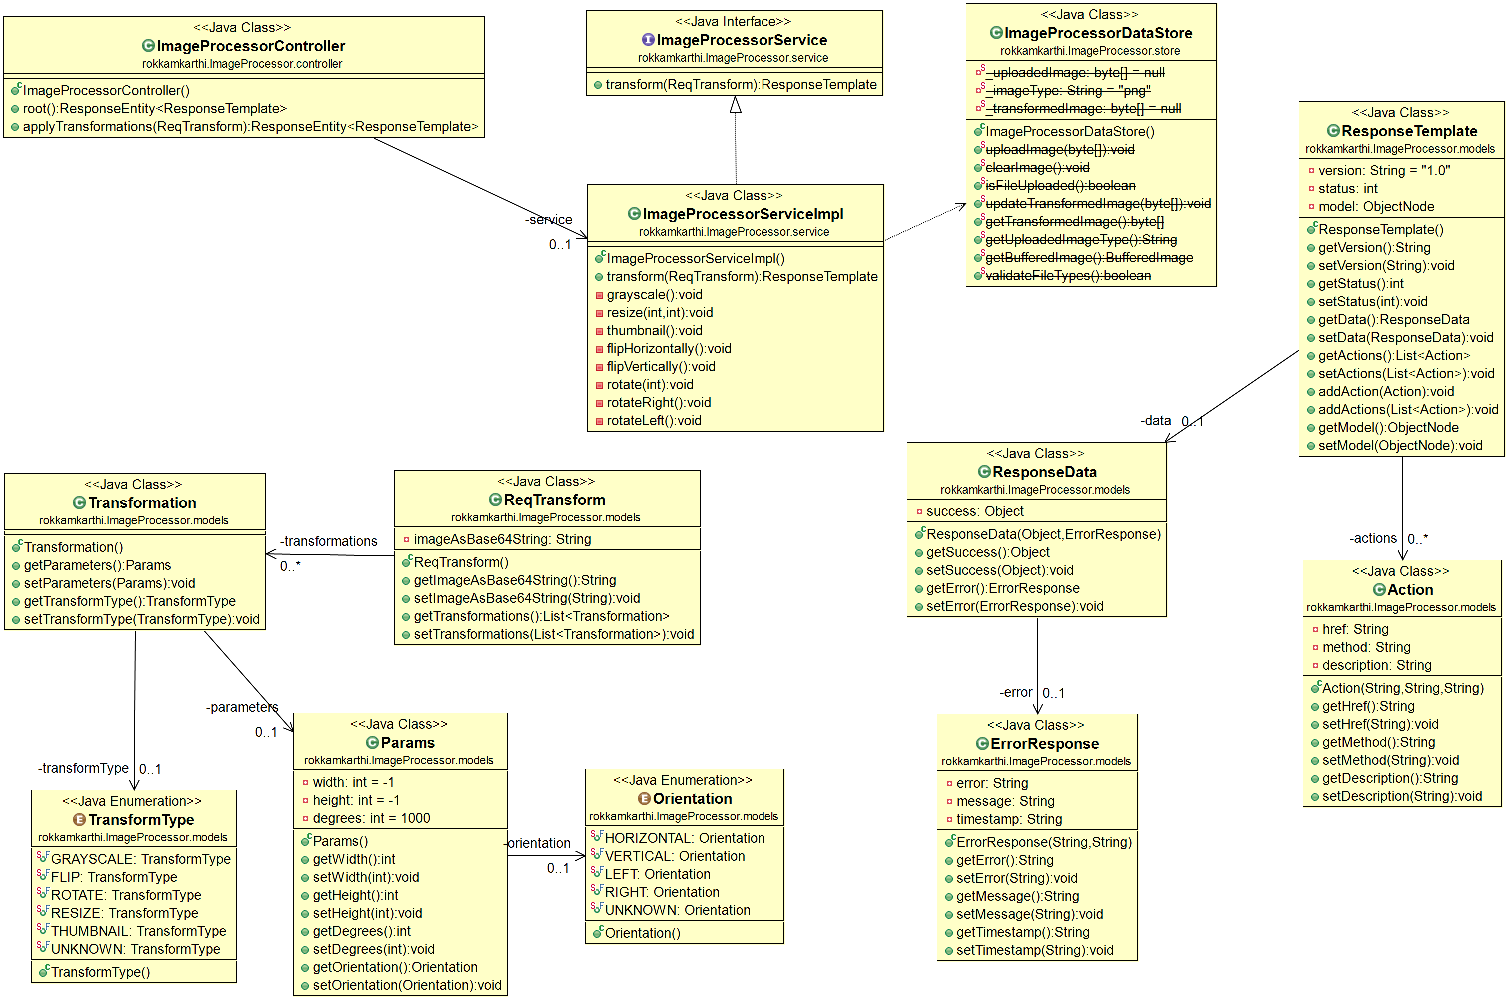 <<Java Class>>
ImageProcessorController
rokkamkarthi.ImageProcessor.controller
ImageProcessorController()
root():ResponseEntity<ResponseTemplate>
applyTransformations(ReqTransform):ResponseEntity<ResponseTemplate>
<<Java Interface>>
ImageProcessorService
rokkamkarthi.ImageProcessor.service
transform(ReqTransform):ResponseTemplate
-service
0..1
<<Java Class>>
ImageProcessorServiceImpl
rokkamkarthi.ImageProcessor.service
ImageProcessorServiceImpl()
transform(ReqTransform):ResponseTemplate
grayscale():void
resize(int,int):void
thumbnail():void
flipHorizontally():void
flipVertically():void
rotate(int):void
rotateRight():void
rotateLeft():void
<<Java Class>>
ImageProcessorDataStore
rokkamkarthi.ImageProcessor.store
_uploadedImage: byte[] = null
_imageType: String = "png"
_transformedImage: byte[] = null
ImageProcessorDataStore()
uploadImage(byte[]):void
clearImage():void
isFileUploaded():boolean
updateTransformedImage(byte[]):void
getTransformedImage():byte[]
getUploadedImageType():String
getBufferedImage():BufferedImage
validateFileTypes():boolean
<<Java Class>>
ResponseTemplate
rokkamkarthi.ImageProcessor.models
version: String = "1.0"
status: int
model: ObjectNode
ResponseTemplate()
getVersion():String
setVersion(String):void
getStatus():int
setStatus(int):void
getData():ResponseData
setData(ResponseData):void
getActions():List<Action>
setActions(List<Action>):void
addAction(Action):void
addActions(List<Action>):void
getModel():ObjectNode
setModel(ObjectNode):void
-data 0..1
<<Java Class>>
Transformation
rokkamkarthi.ImageProcessor.models
Transformation()
getParameters():Params
setParameters(Params):void
getTransformType():TransformType
setTransformType(TransformType):void
-transformations
0..*
<<Java Class>>
ReqTransform
rokkamkarthi.ImageProcessor.models
imageAsBase64String: String
ReqTransform()
getImageAsBase64String():String
setImageAsBase64String(String):void
getTransformations():List<Transformation>
setTransformations(List<Transformation>):void
<<Java Class>>
ResponseData
rokkamkarthi.ImageProcessor.models
success: Object
ResponseData(Object,ErrorResponse)
getSuccess():Object
setSuccess(Object):void
getError():ErrorResponse
setError(ErrorResponse):void
-actions 0..*
<<Java Class>>
Action
rokkamkarthi.ImageProcessor.models
href: String
method: String
description: String
Action(String,String,String)
getHref():String
setHref(String):void
getMethod():String
setMethod(String):void
getDescription():String
setDescription(String):void
-transformType 0..1
<<Java Enumeration>>
TransformType
rokkamkarthi.ImageProcessor.models
GRAYSCALE: TransformType
FLIP: TransformType
ROTATE: TransformType
RESIZE: TransformType
THUMBNAIL: TransformType
UNKNOWN: TransformType
TransformType()
-parameters
0..1
<<Java Class>>
Params
rokkamkarthi.ImageProcessor.models
width: int = -1
height: int = -1
degrees: int = 1000
Params()
getWidth():int
setWidth(int):void
getHeight():int
setHeight(int):void
getDegrees():int
setDegrees(int):void
getOrientation():Orientation
setOrientation(Orientation):void
-orientation
0..1
<<Java Enumeration>>
Orientation
rokkamkarthi.ImageProcessor.models
HORIZONTAL: Orientation
VERTICAL: Orientation
LEFT: Orientation
RIGHT: Orientation
UNKNOWN: Orientation
Orientation()
-error 0..1
<<Java Class>>
ErrorResponse
rokkamkarthi.ImageProcessor.models
error: String
message: String
timestamp: String
ErrorResponse(String,String)
getError():String
setError(String):void
getMessage():String
setMessage(String):void
getTimestamp():String
setTimestamp(String):void